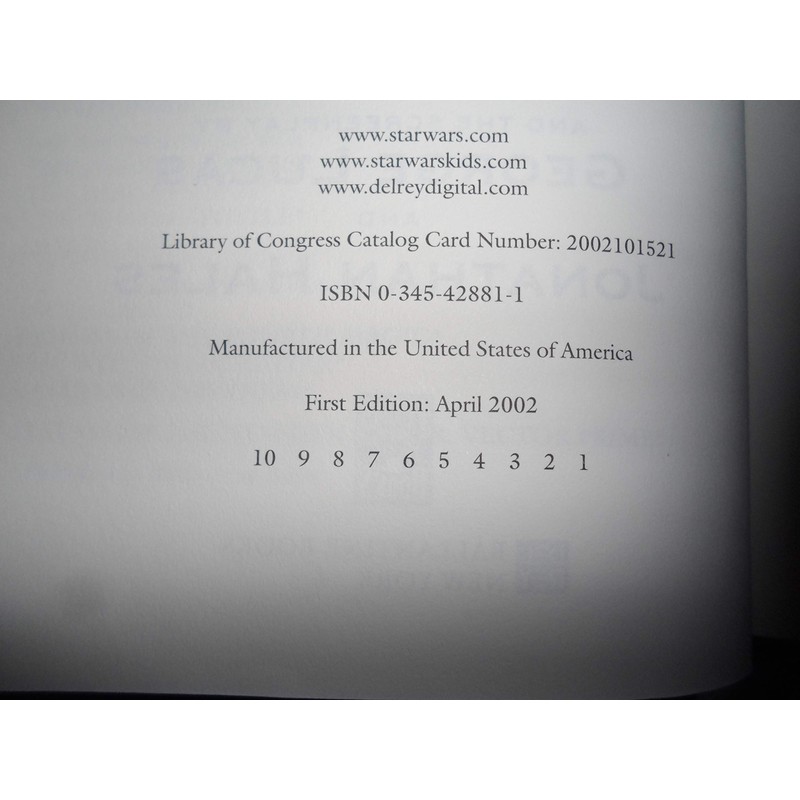 www.starwars.com
www.starwarskids.com
www.delreydigital.com
Library of Congress Catalog Card Number: 2002101521
ISBN 0-345-42881-1
Manufactured in the United States of America
First Edition: April 2002
10 9 8 7 6 5 4 3 2 1